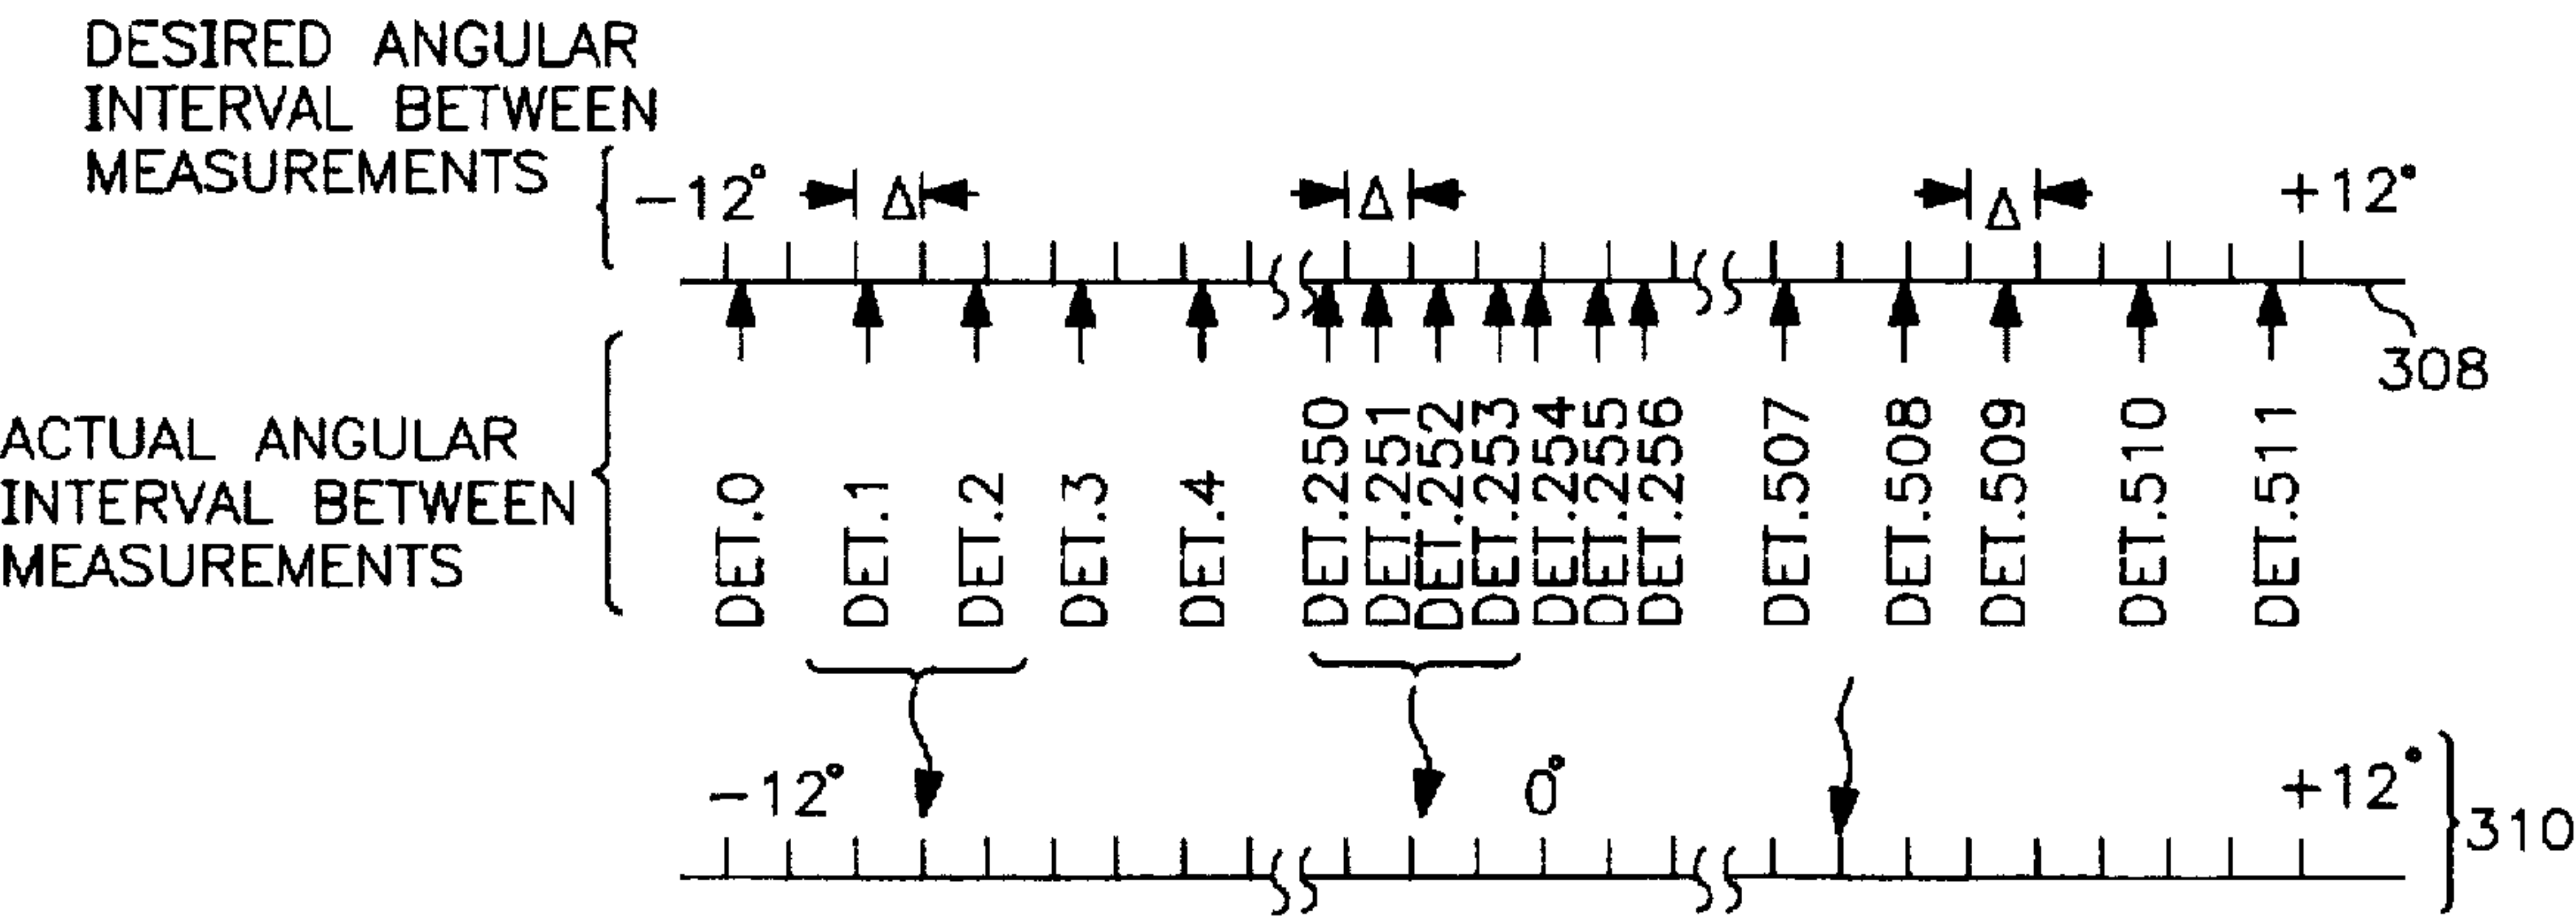 DESIRED ANGULAR
INTERVAL BETWEEN
MEASUREMENTS
-12° Δ Δ Δ +12°
308
ACTUAL ANGULAR
INTERVAL BETWEEN
MEASUREMENTS
DET.0
DET.1
DET.2
DET.3
DET.4
DET.250
DET.251
DET.252
DET.253
DET.254
DET.255
DET.256
DET.507
DET.508
DET.509
DET.510
DET.511
-12° 0° +12°
310